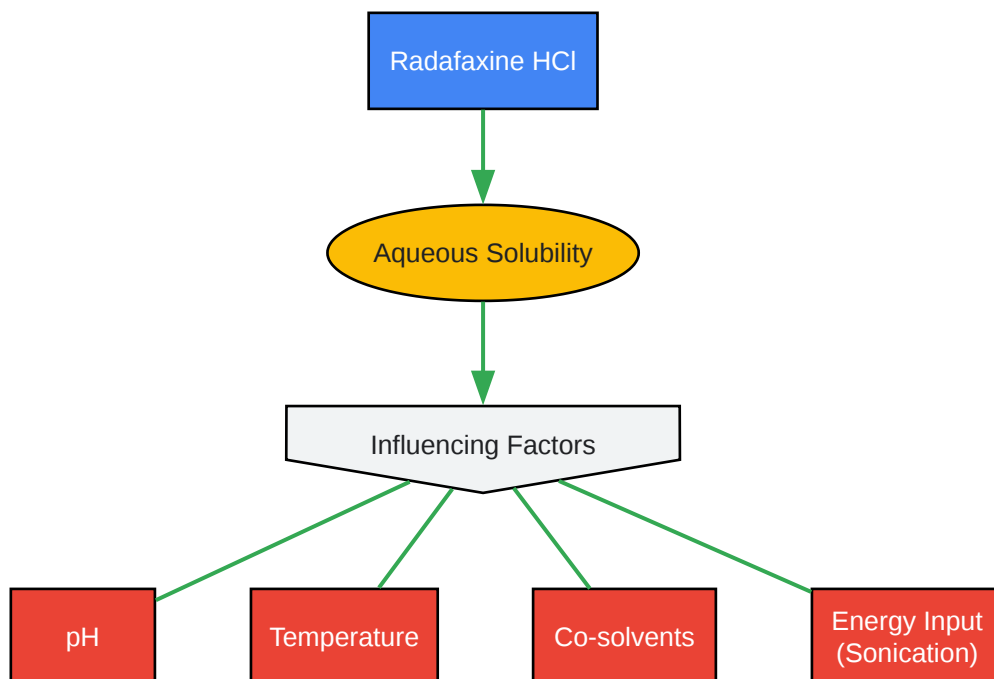 Radafaxine HCl
Aqueous Solubility
Influencing Factors
pH
Temperature
Co-solvents
Energy Input
(Sonication)